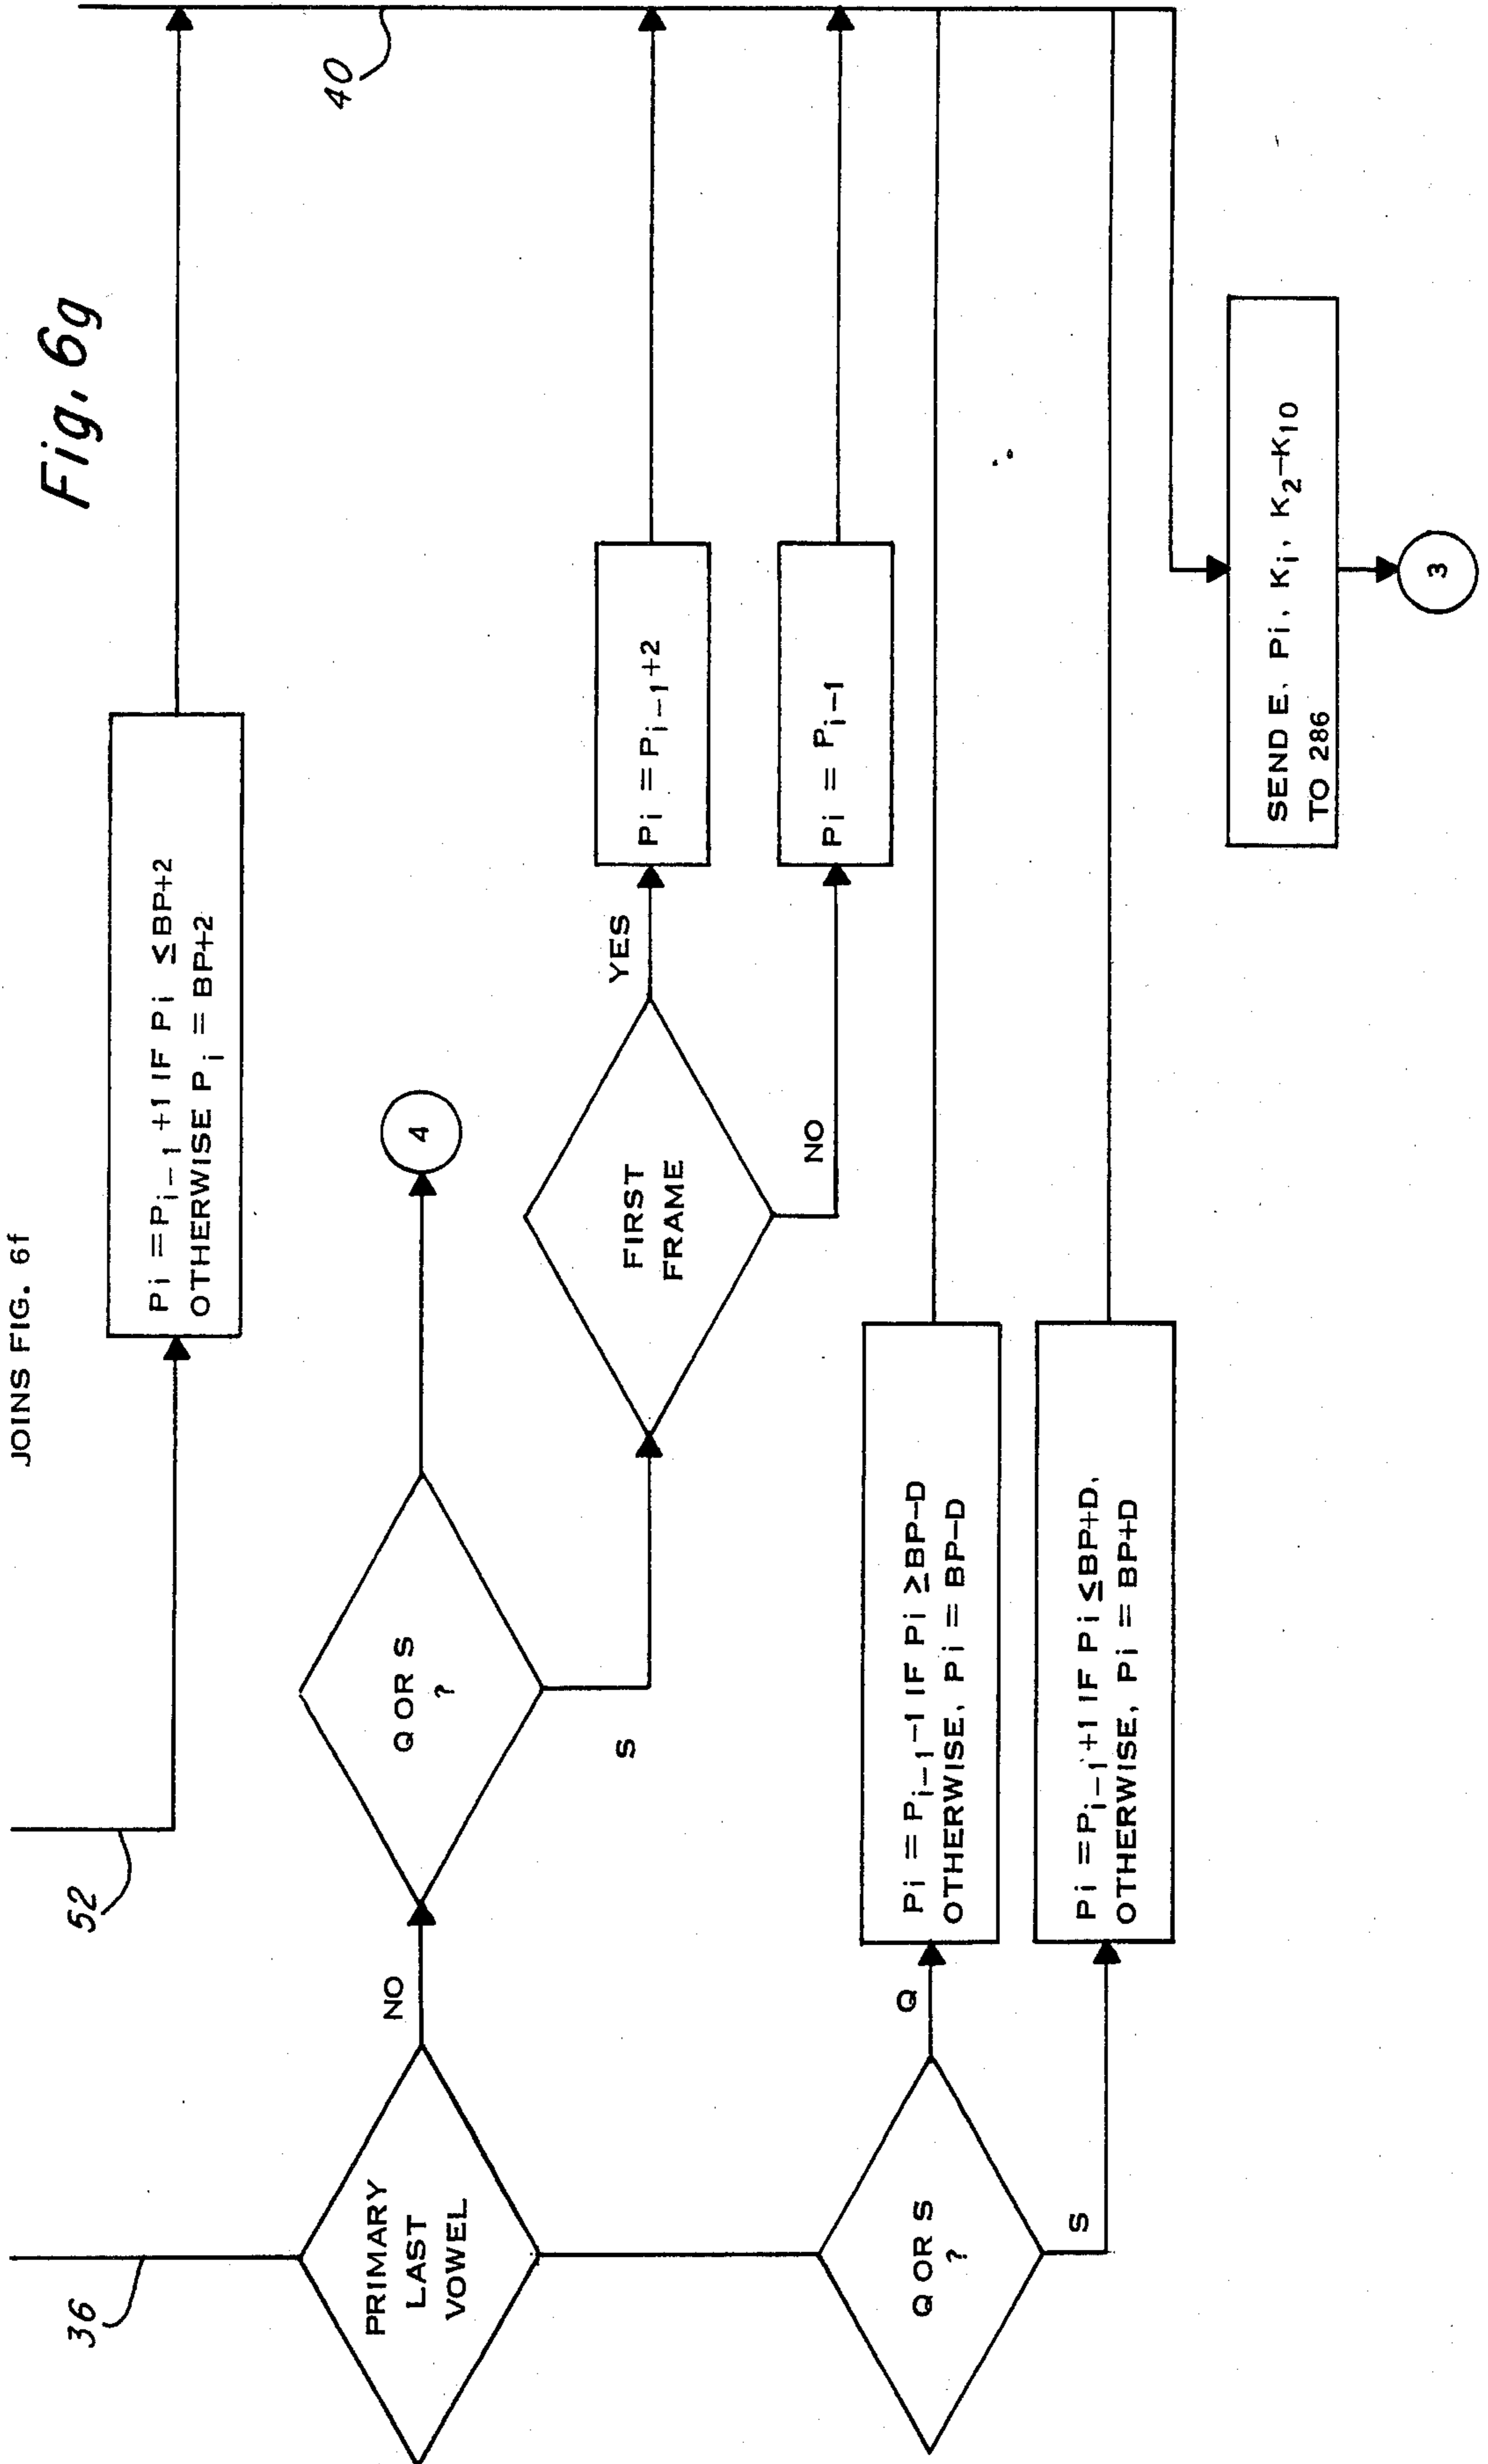 JOINS FIG. 6f
Fig. 6g
36
52
40
Pi = Pi-1 +1 IF Pi ≤BP+2
OTHERWISE Pi = BP+2
PRIMARY
LAST
VOWEL
NO
Q OR S
?
4
S
FIRST
FRAME
YES
Pi = Pi-1+2
NO
Pi = Pi-1
Q OR S
?
Q
Pi = Pi-1-1 IF Pi ≥BP-D
OTHERWISE, Pi = BP-D
S
Pi = Pi-1+1 IF Pi ≤BP+D,
OTHERWISE, Pi = BP+D
SEND E, Pi, Ki, K2-K10
TO 286
3